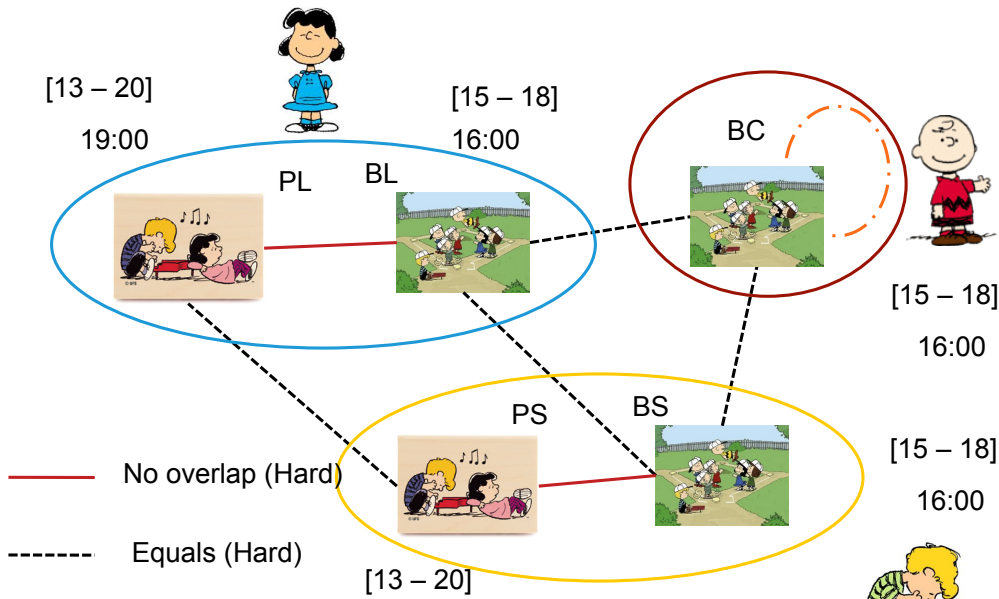 [13 – 20]
19:00
[15 – 18]
16:00
PL
BL
BC
[15 – 18]
16:00
PS
BS
[15 – 18]
16:00
No overlap (Hard)
Equals (Hard)
[13 – 20]